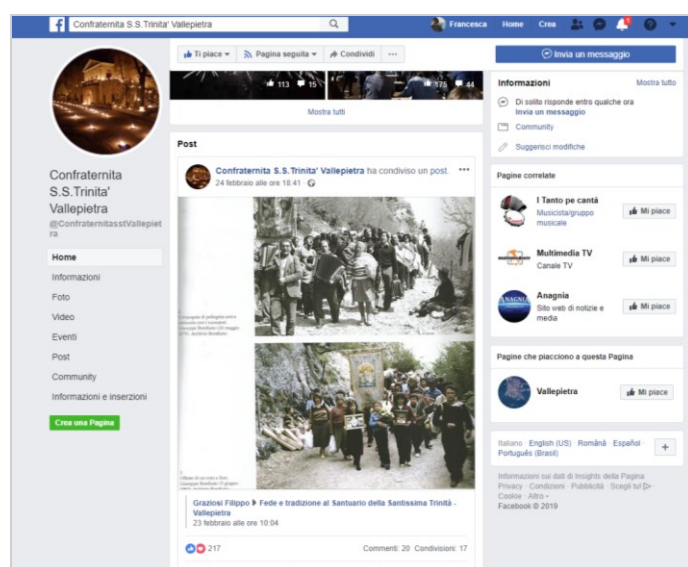 Confraternita S.S.Trinita' Vallepietra
Francesca Home Crea
1
Ti piace Pagina seguita Condividi ...
Invia un messaggio
113 15
175 44
Mostra tutti
Post
Confraternita S.S.Trinita' Vallepietra ha condiviso un post.
24 febbraio alle ore 18:41
Graziosi Filippo Fede e tradizione al Santuario della Santissima Trinità -
Vallepietra
23 febbraio alle ore 10:04
217
Commenti: 20 Condivisioni: 17
Confraternita
S.S.Trinita'
Vallepietra
@ConfraternitasstVallepiet
ra
Home
Informazioni
Foto
Video
Eventi
Post
Community
Informazioni e inserzioni
Crea una Pagina
Informazioni
Mostra tutto
Di solito risponde entro qualche ora
Invia un messaggio
Community
Suggerisci modifiche
Pagine correlate
I Tanto pe cantà
Musicista/gruppo
musicale
Mi piace
Multimedia TV
Canale TV
Mi piace
ANAGNIA
Anagnia
Sito web di notizie e
media
Mi piace
Pagine che piacciono a questa Pagina
Vallepietra
Mi piace
Italiano · English (US) · Română · Español ·
Português (Brasil)
Informazioni sui dati di Insights della Pagina
Privacy · Condizioni · Pubblicità · Scegli tu!
Cookie · Altro
Facebook © 2019